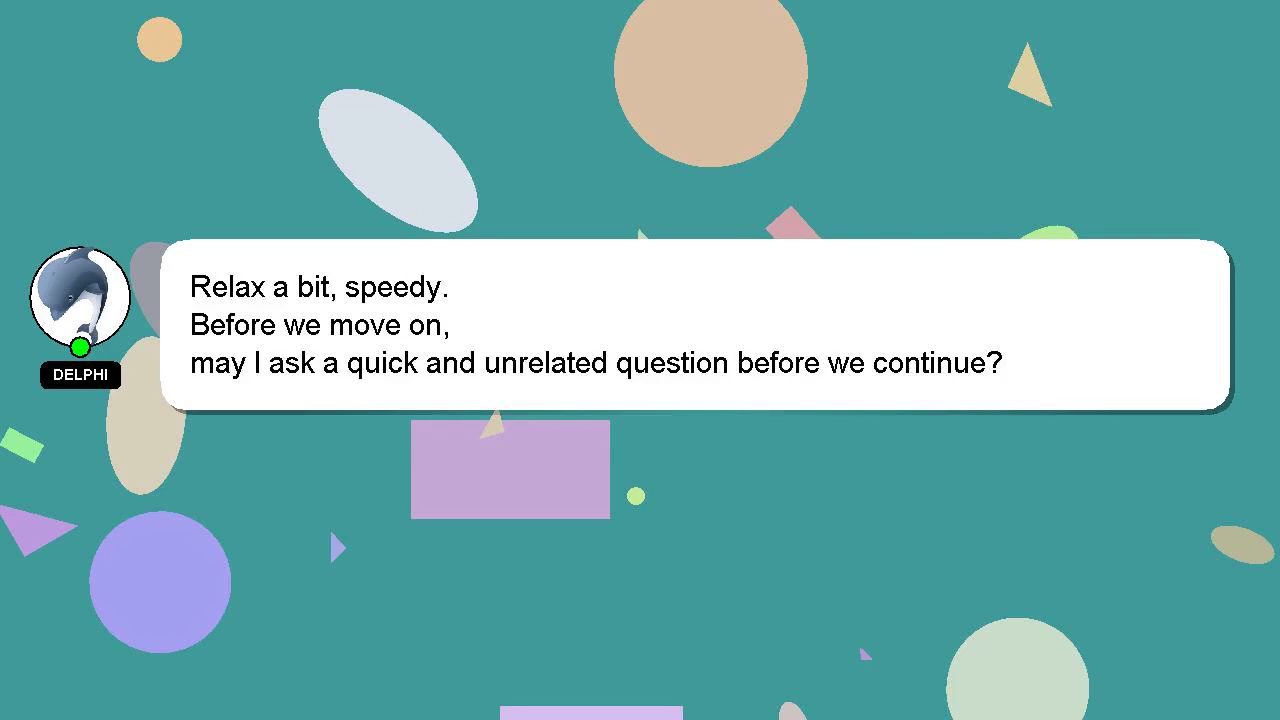 Relax a bit, speedy.
Before we move on,
may I ask a quick and unrelated question before we continue?
DELPHI